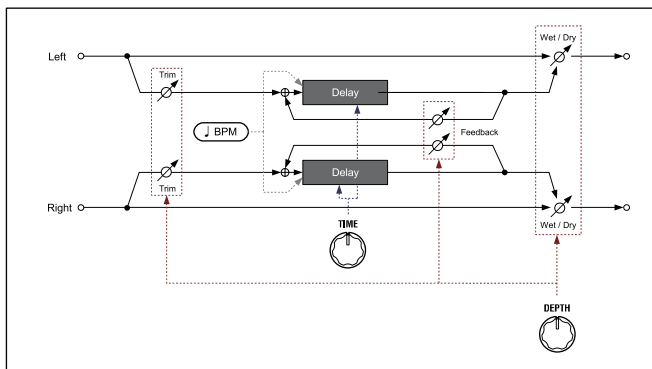 Wet / Dry
Left
Trim
Delay
♩ BPM
Feedback
Delay
Trim
Right
Wet / Dry
TIME
DEPTH